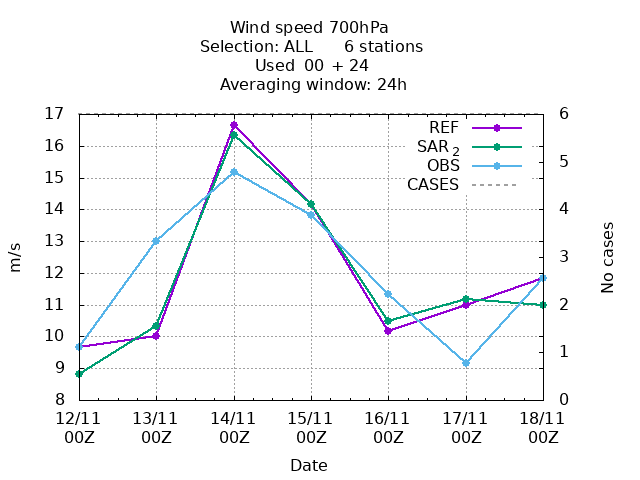 Wind speed 700hPa
Selection: ALL 6 stations
Used 00 + 24
Averaging window: 24h
17
16
15
14
13
12
11
10
9
8
m/s
6
5
4
3
2
1
0
No cases
REF
SAR 2
OBS
CASES
12/11 13/11 14/11 15/11 16/11 17/11 18/11
00Z 00Z 00Z 00Z 00Z 00Z 00Z
Date